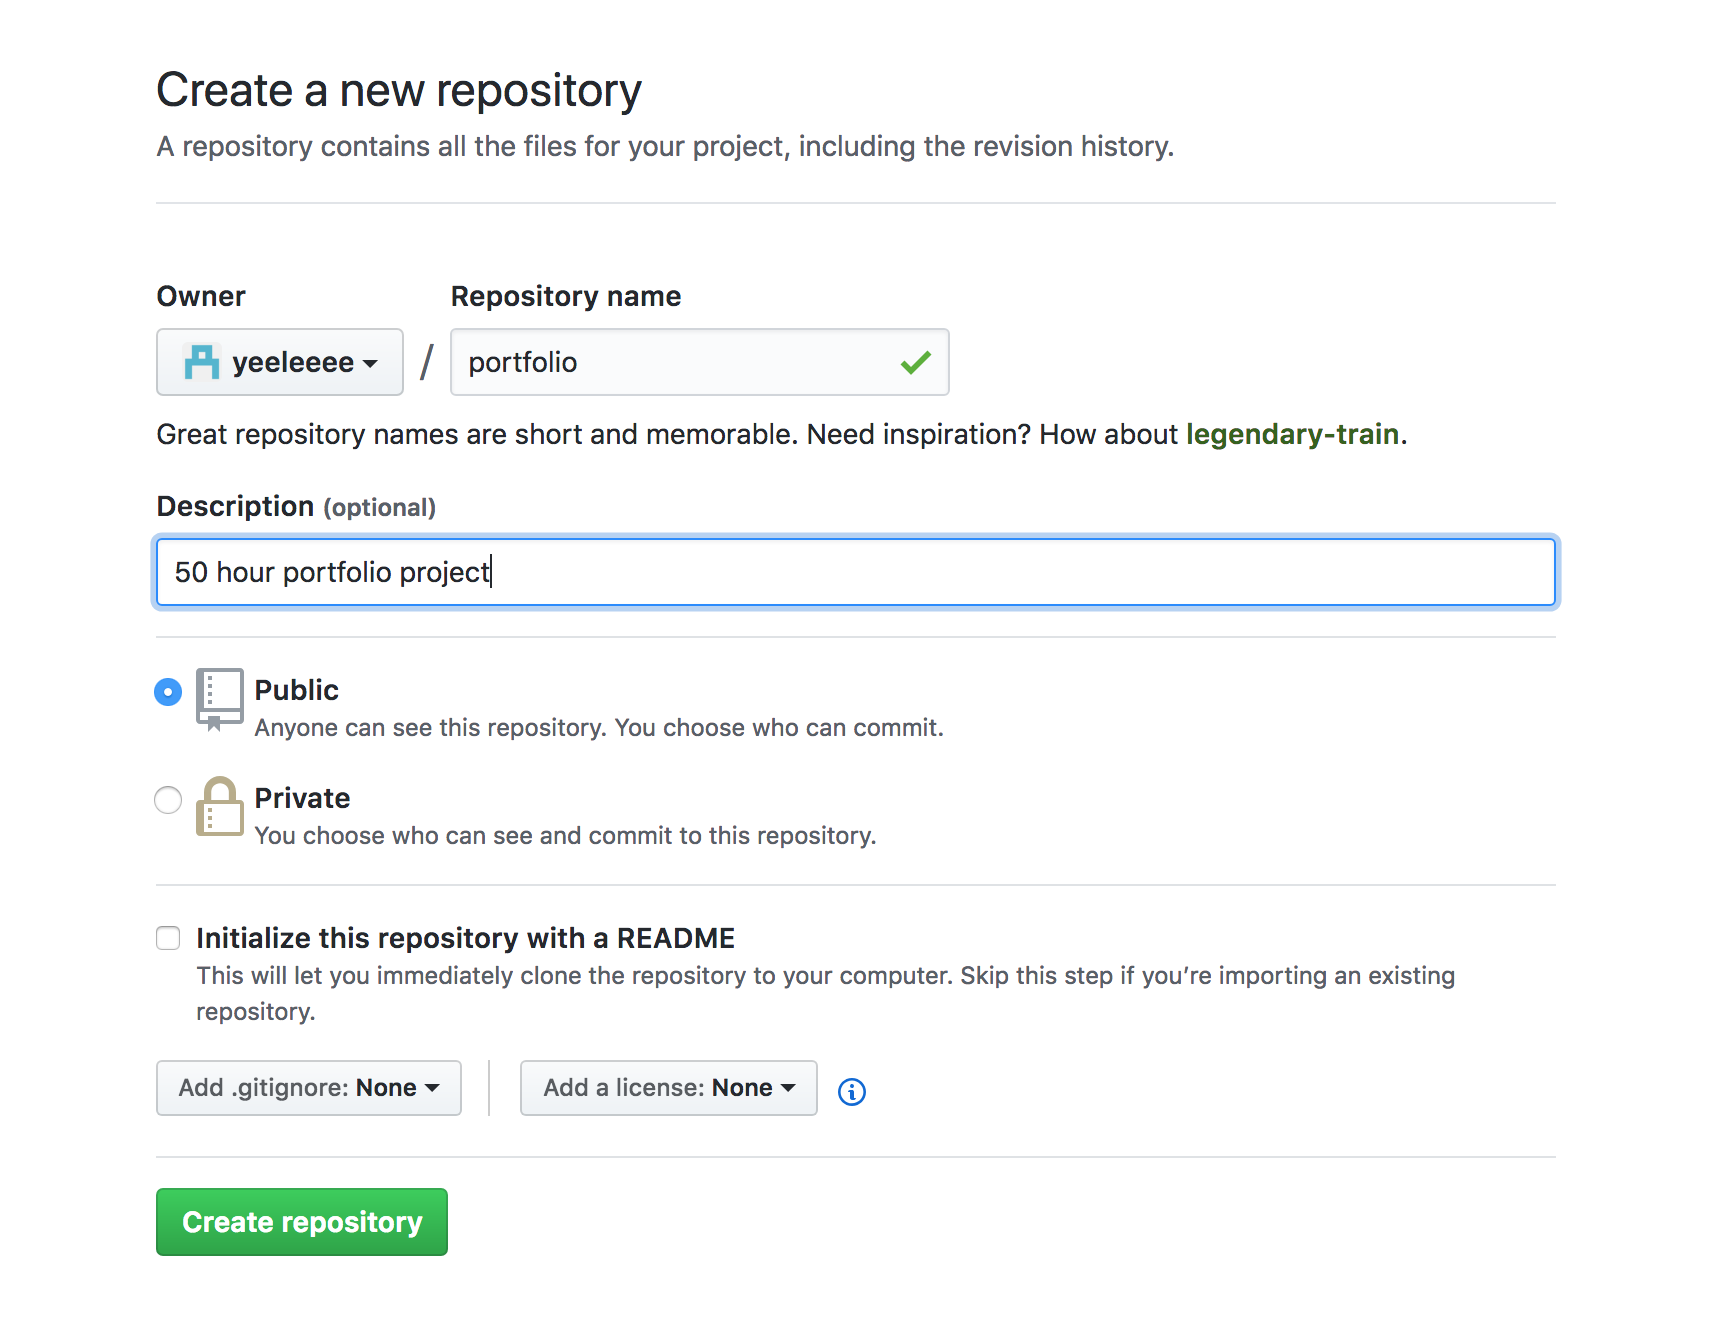 Create a new repository
A repository contains all the files for your project, including the revision history.
Owner Repository name
yeeleeee / portfolio
Great repository names are short and memorable. Need inspiration? How about legendary-train.
Description (optional)
50 hour portfolio project
Public
Anyone can see this repository. You choose who can commit.
Private
You choose who can see and commit to this repository.
Initialize this repository with a README
This will let you immediately clone the repository to your computer. Skip this step if you’re importing an existing
repository.
Add .gitignore: None Add a license: None
Create repository